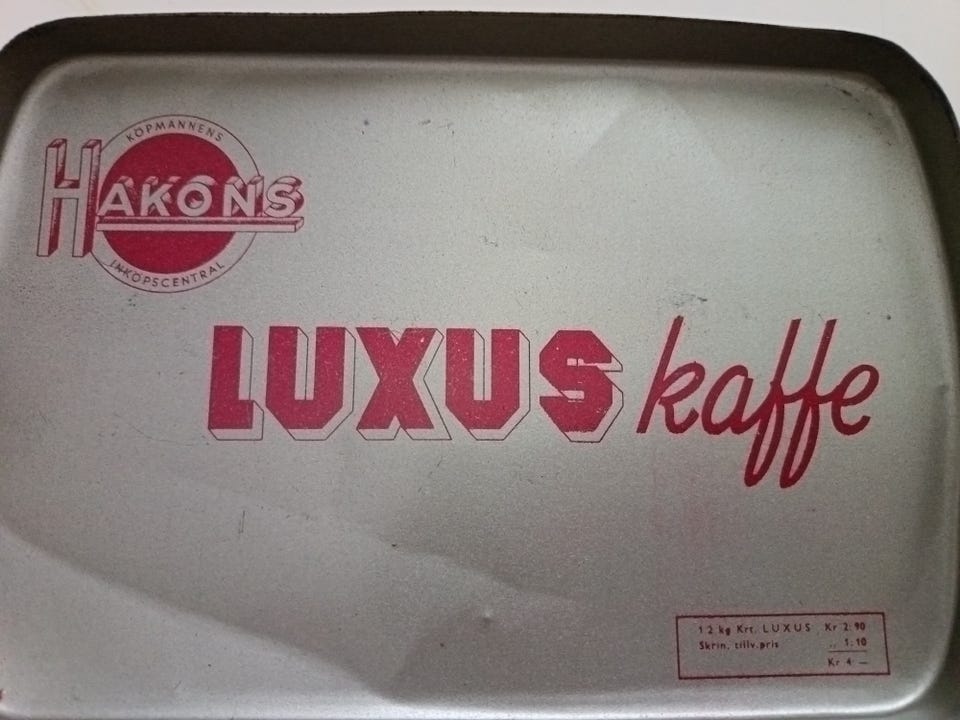 KÖPMANNENS
HAKONS
INKÖPSCENTRAL
LUXUS kaffe
1 2 kg Krt. LUXUS Kr 2:90
Skrin, tillv.pris „ 1:10
Kr 4 —